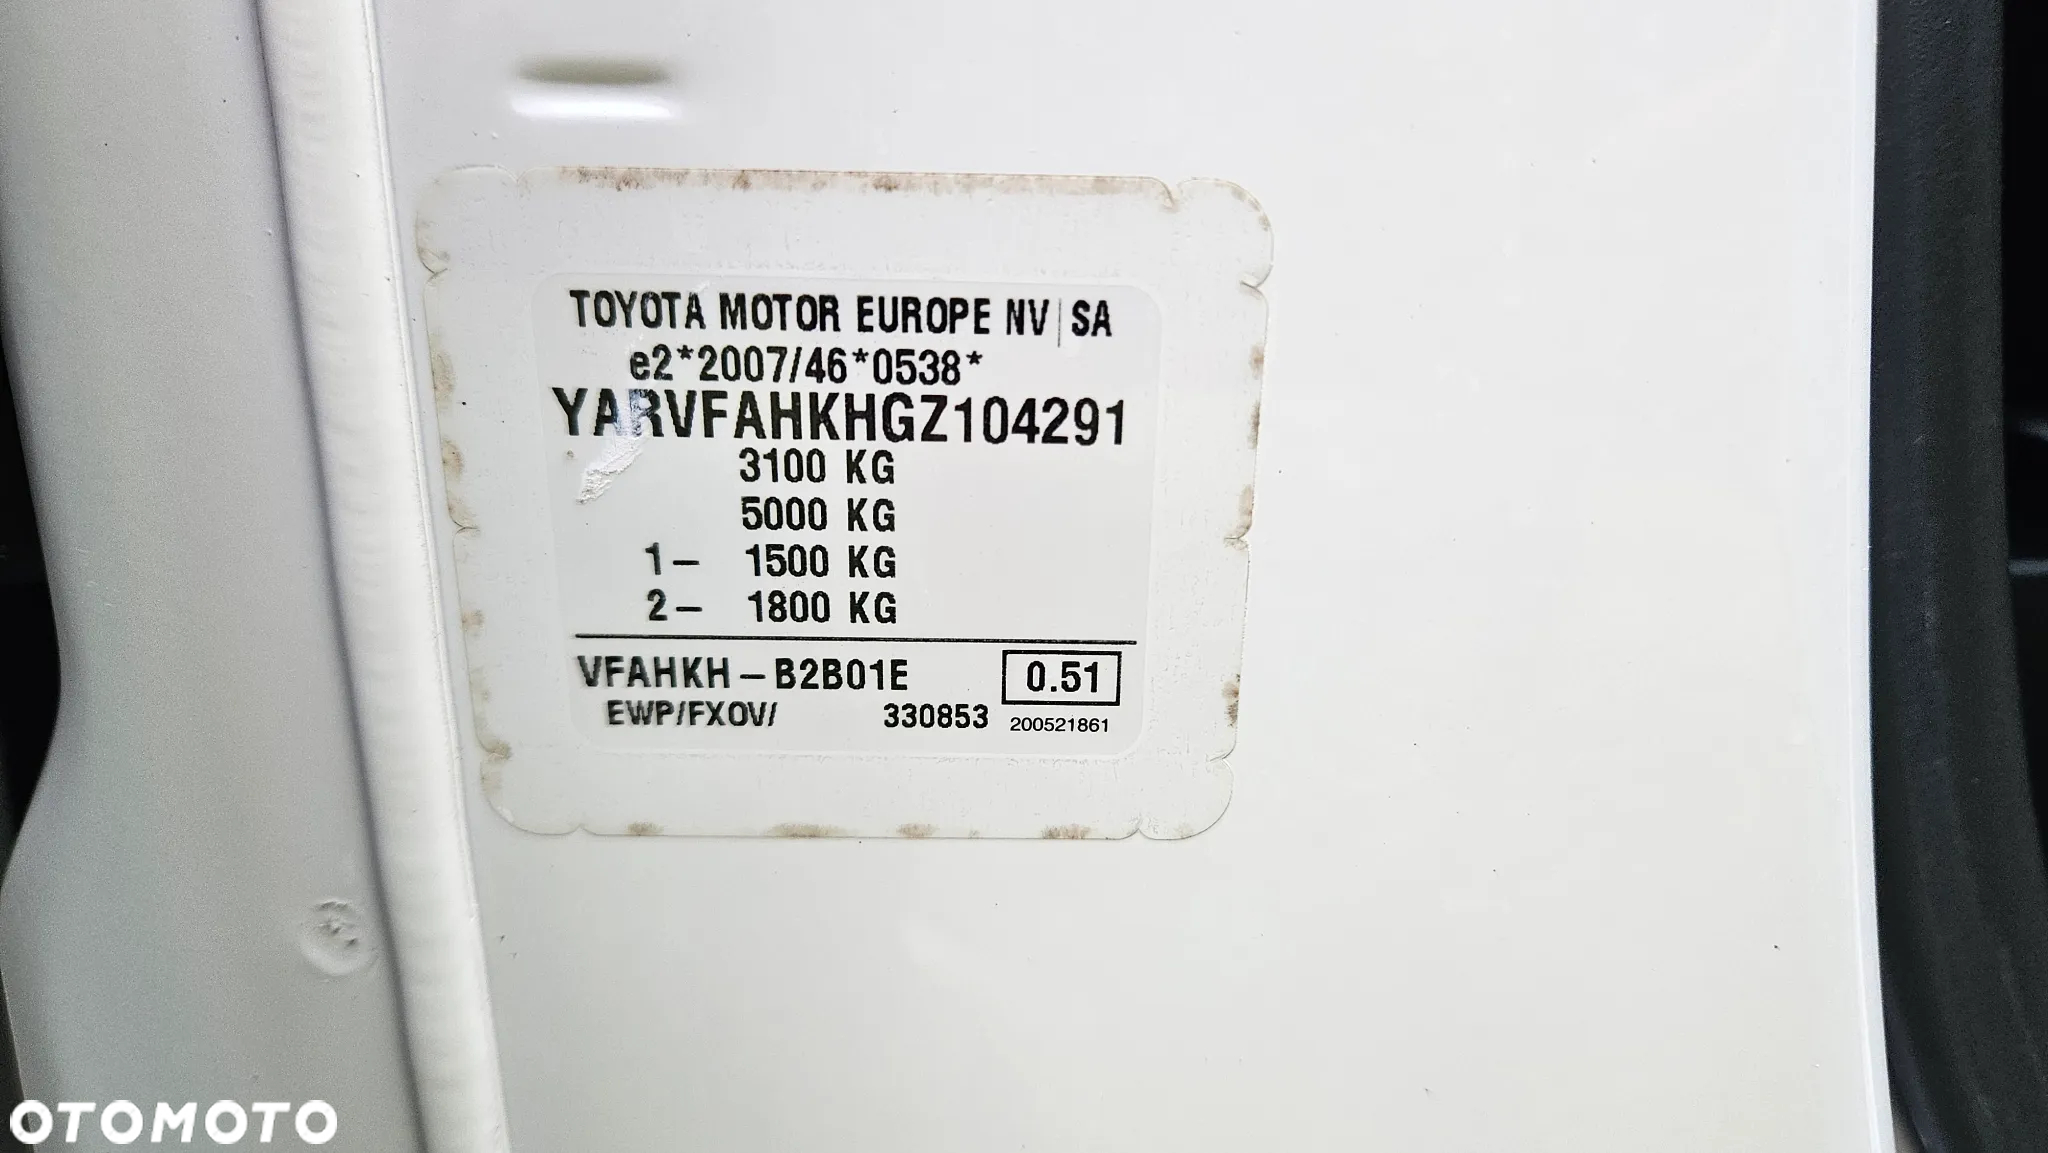 TOYOTA MOTOR EUROPE NV|SA
e2*2007/46*0538*
YARVFAHKHGZ104291
3100 KG
5000 KG
1- 1500 KG
2- 1800 KG
VFAHKH-B2B01E 0.51
EWP/FXOV/ 330853 200521861
OTOMOTO